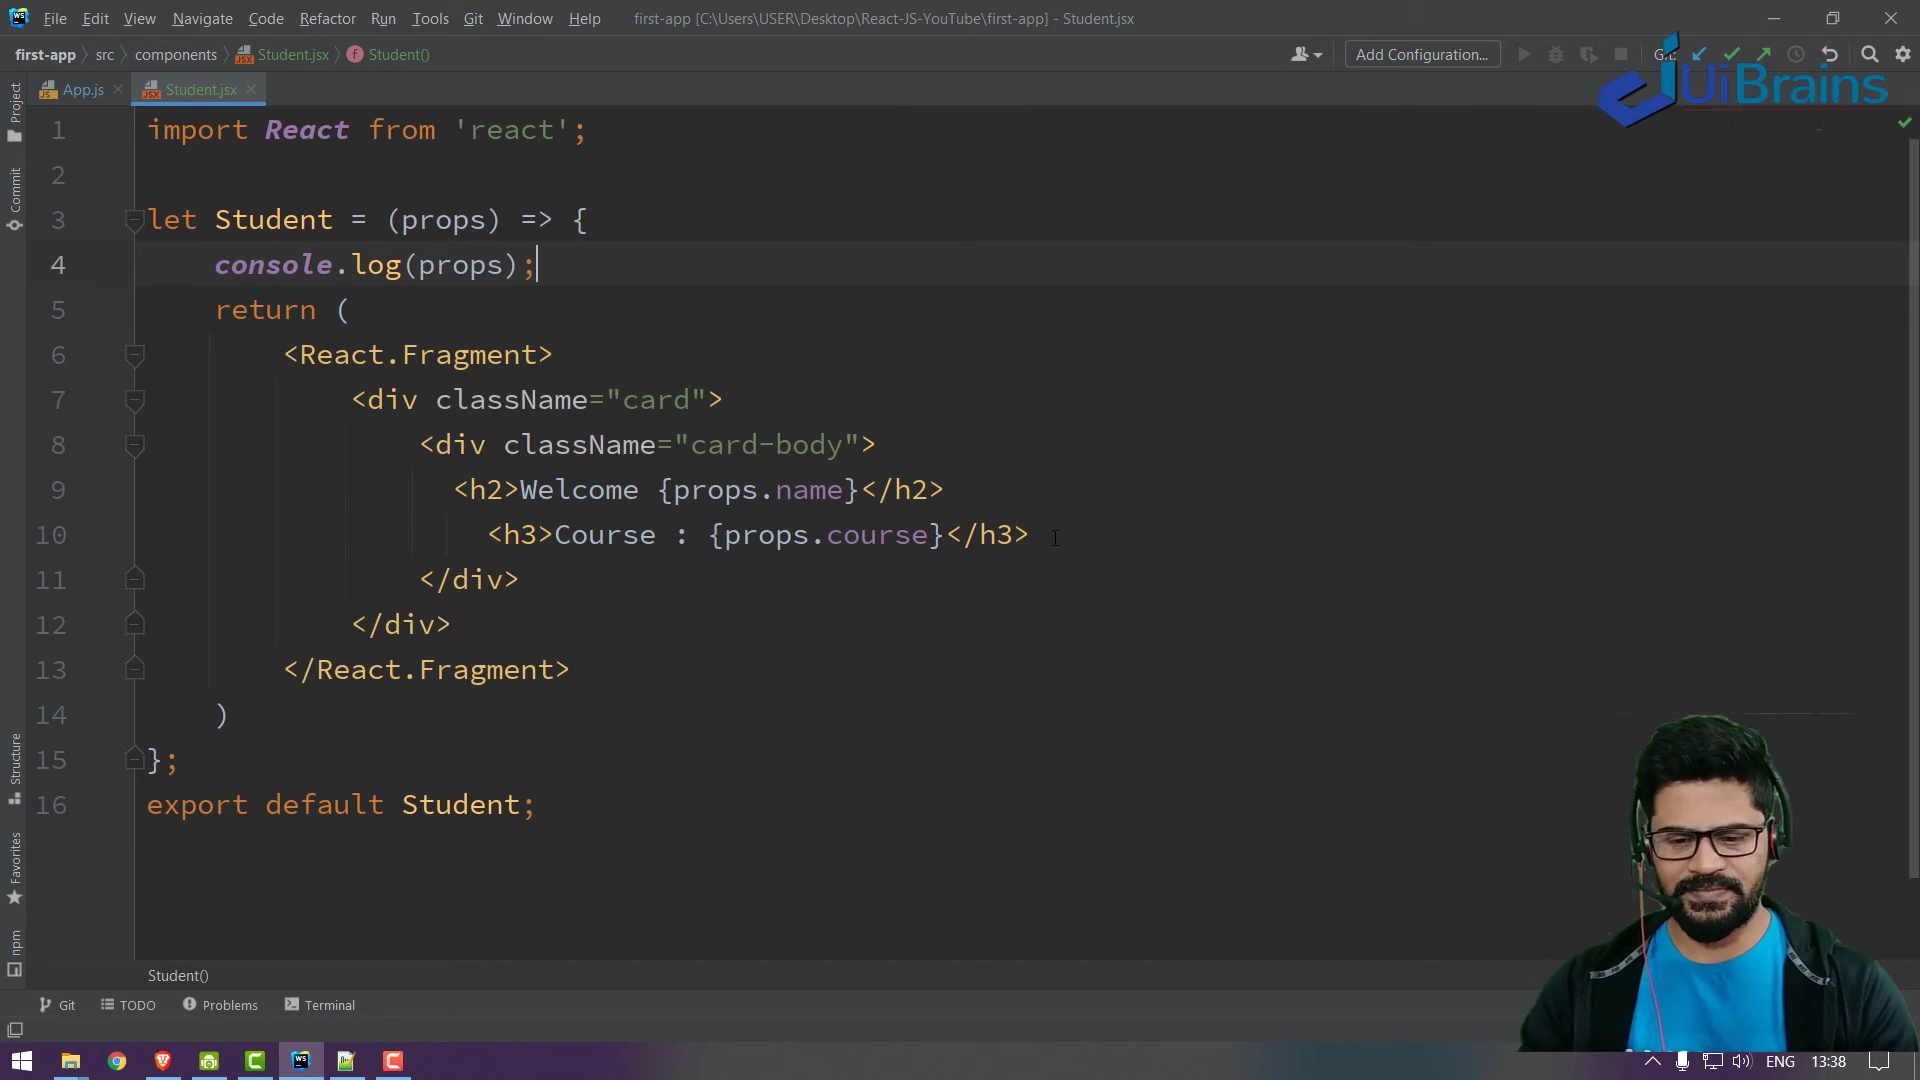 File Edit View Navigate Code Refactor Run Tools Git Window Help first-app [C:\Users\USER\Desktop\React-JS-YouTube\first-app] - Student.jsx
first-app src components Student.jsx Student() Add Configuration... Git:
UiBrains
App.js Student.jsx
Project
Commit
Structure
Favorites
npm
1 import React from 'react';
2
3 let Student = (props) => {
4 console.log(props);
5 return (
6 <React.Fragment>
7 <div className="card">
8 <div className="card-body">
9 <h2>Welcome {props.name}</h2>
10 <h3>Course : {props.course}</h3>
11 </div>
12 </div>
13 </React.Fragment>
14 )
15 };
16 export default Student;
Student()
Git TODO Problems Terminal
WS ENG 13:38